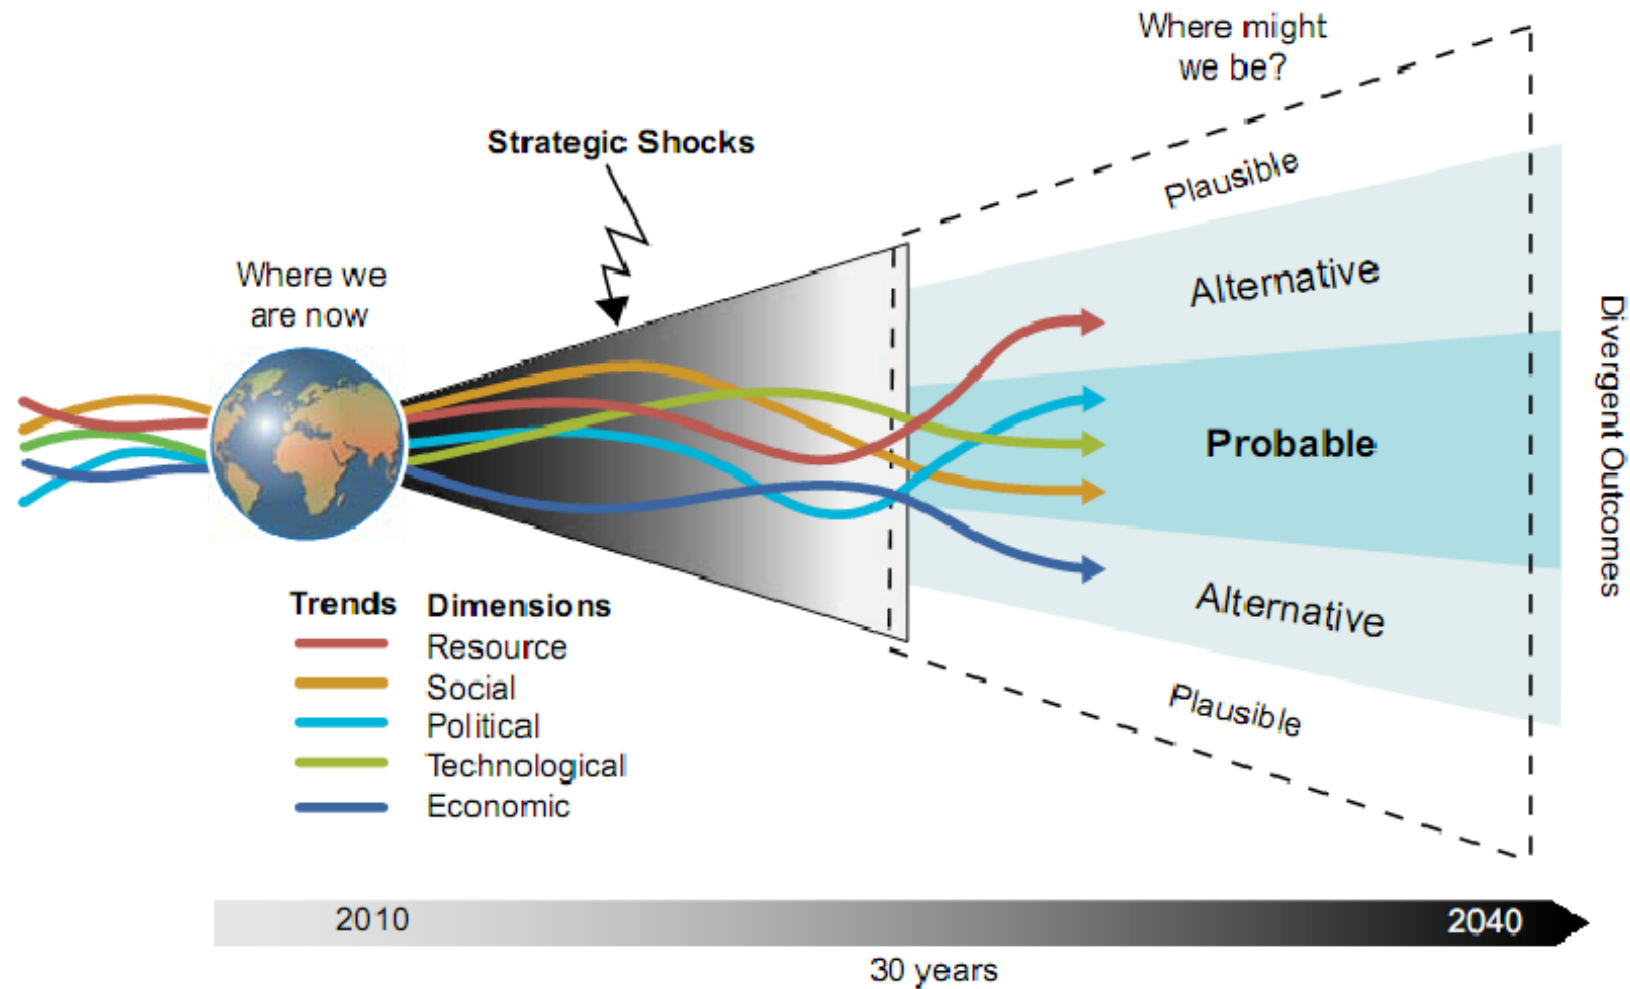 Where might
we be?
Strategic Shocks
Plausible
Where we
are now
Alternative
Probable
Divergent Outcomes
Trends Dimensions
Resource
Social
Political
Technological
Economic
Alternative
Plausible
2010
2040
30 years